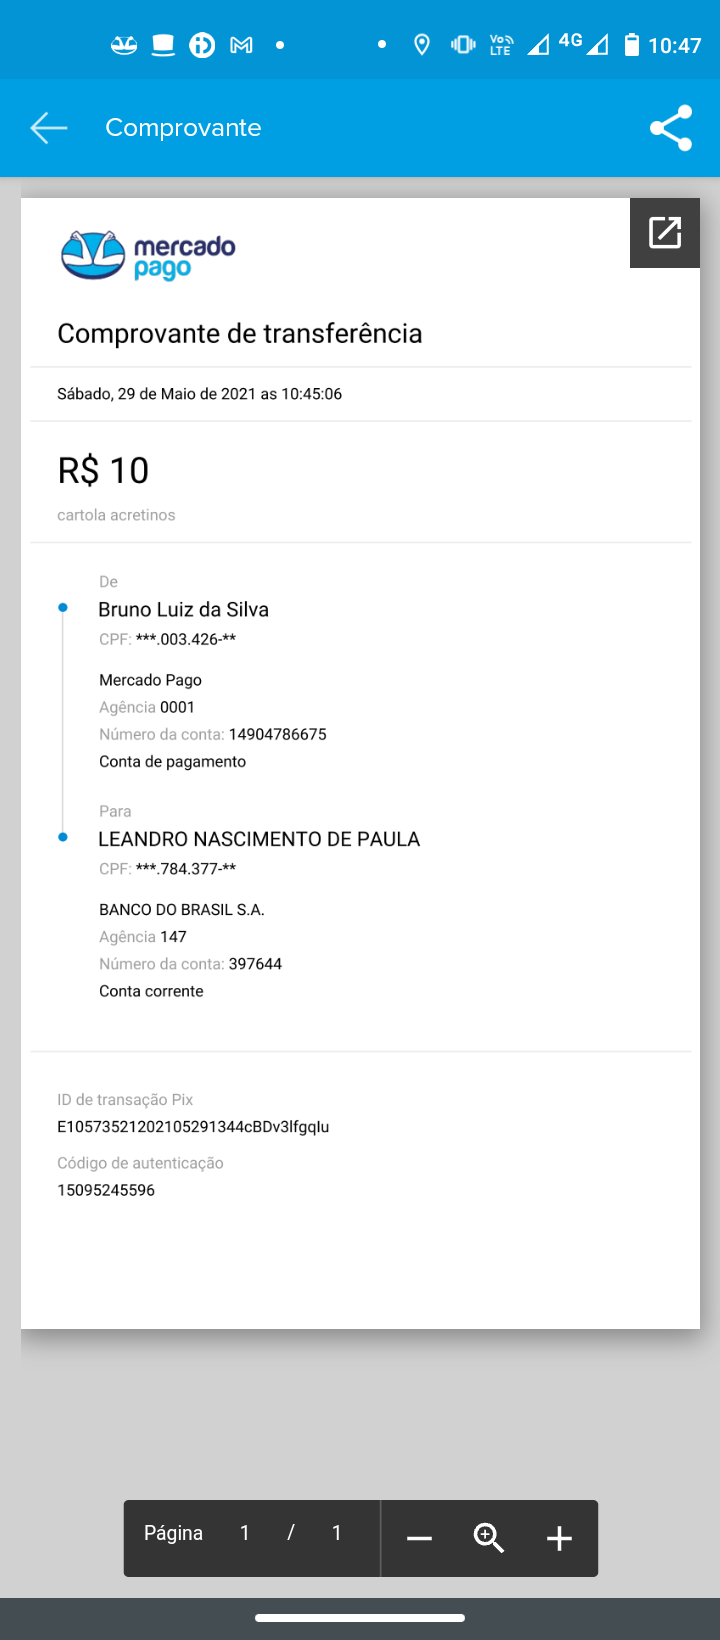 Vo LTE 4G 10:47
Comprovante
mercado
pago
Comprovante de transferência
Sábado, 29 de Maio de 2021 as 10:45:06
R$ 10
cartola acretinos
De
Bruno Luiz da Silva
CPF: ***.003.426-**
Mercado Pago
Agência 0001
Número da conta: 14904786675
Conta de pagamento
Para
LEANDRO NASCIMENTO DE PAULA
CPF: ***.784.377-**
BANCO DO BRASIL S.A.
Agência 147
Número da conta: 397644
Conta corrente
ID de transação Pix
E10573521202105291344cBDv3lfgqlu
Código de autenticação
15095245596
Página 1 / 1